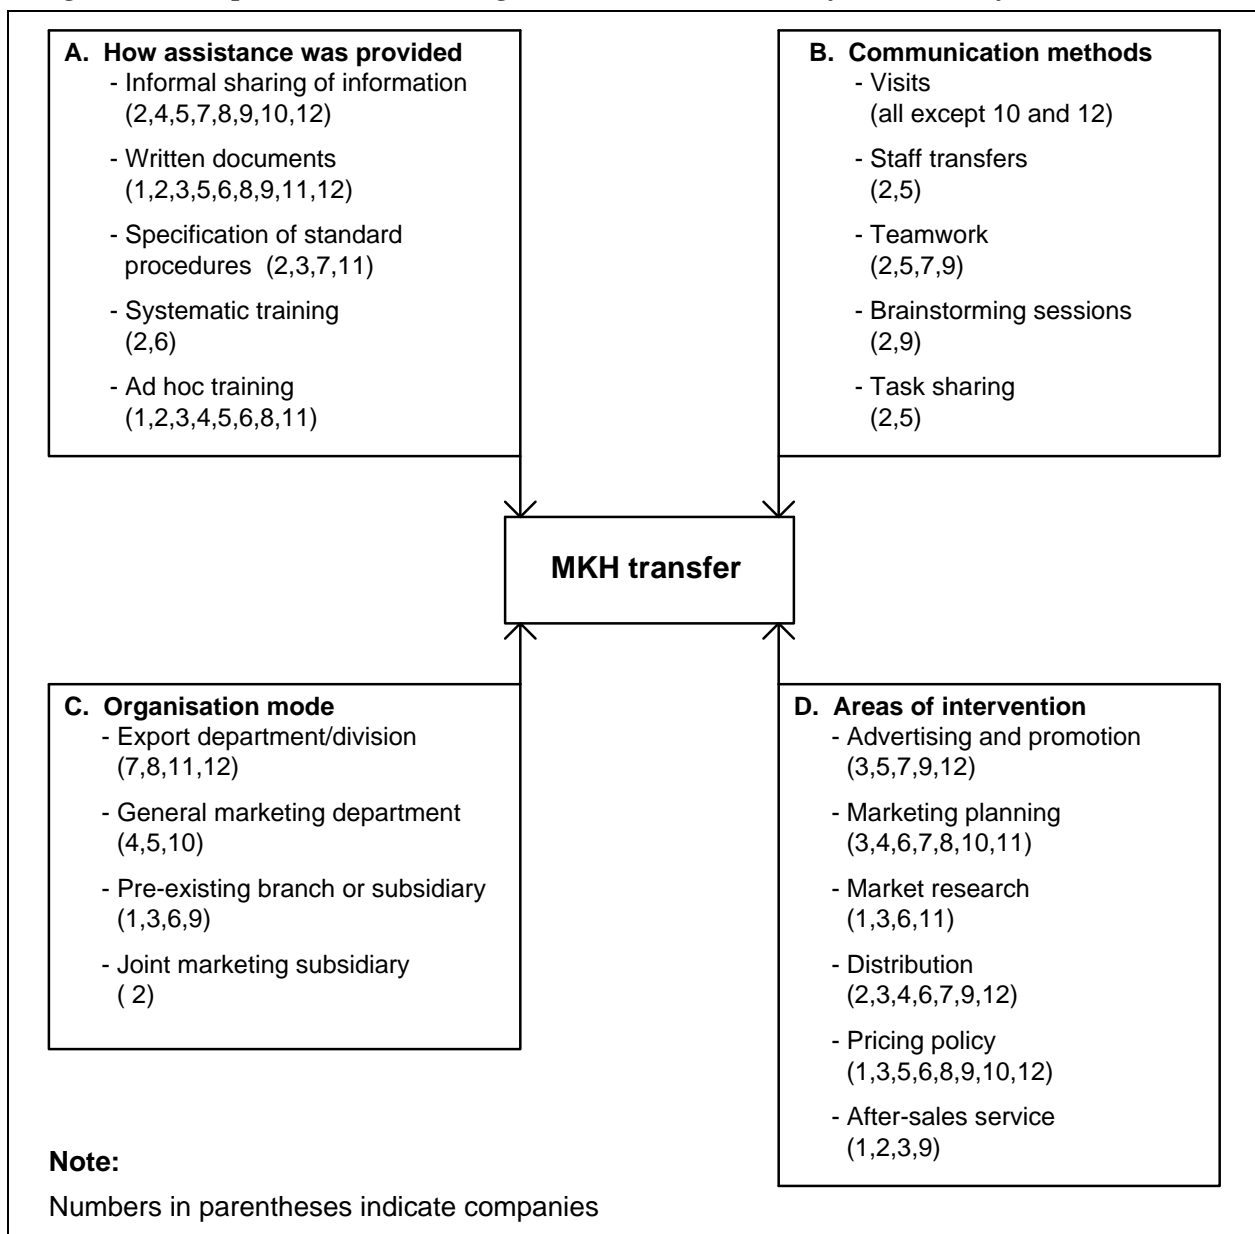 A. How assistance was provided
- Informal sharing of information
(2,4,5,7,8,9,10,12)
- Written documents
(1,2,3,5,6,8,9,11,12)
- Specification of standard
procedures (2,3,7,11)
- Systematic training
(2,6)
- Ad hoc training
(1,2,3,4,5,6,8,11)
B. Communication methods
- Visits
(all except 10 and 12)
- Staff transfers
(2,5)
- Teamwork
(2,5,7,9)
- Brainstorming sessions
(2,9)
- Task sharing
(2,5)
MKH transfer
C. Organisation mode
- Export department/division
(7,8,11,12)
- General marketing department
(4,5,10)
- Pre-existing branch or subsidiary
(1,3,6,9)
- Joint marketing subsidiary
( 2)
D. Areas of intervention
- Advertising and promotion
(3,5,7,9,12)
- Marketing planning
(3,4,6,7,8,10,11)
- Market research
(1,3,6,11)
- Distribution
(2,3,4,6,7,9,12)
- Pricing policy
(1,3,5,6,8,9,10,12)
- After-sales service
(1,2,3,9)
Note:
Numbers in parentheses indicate companies